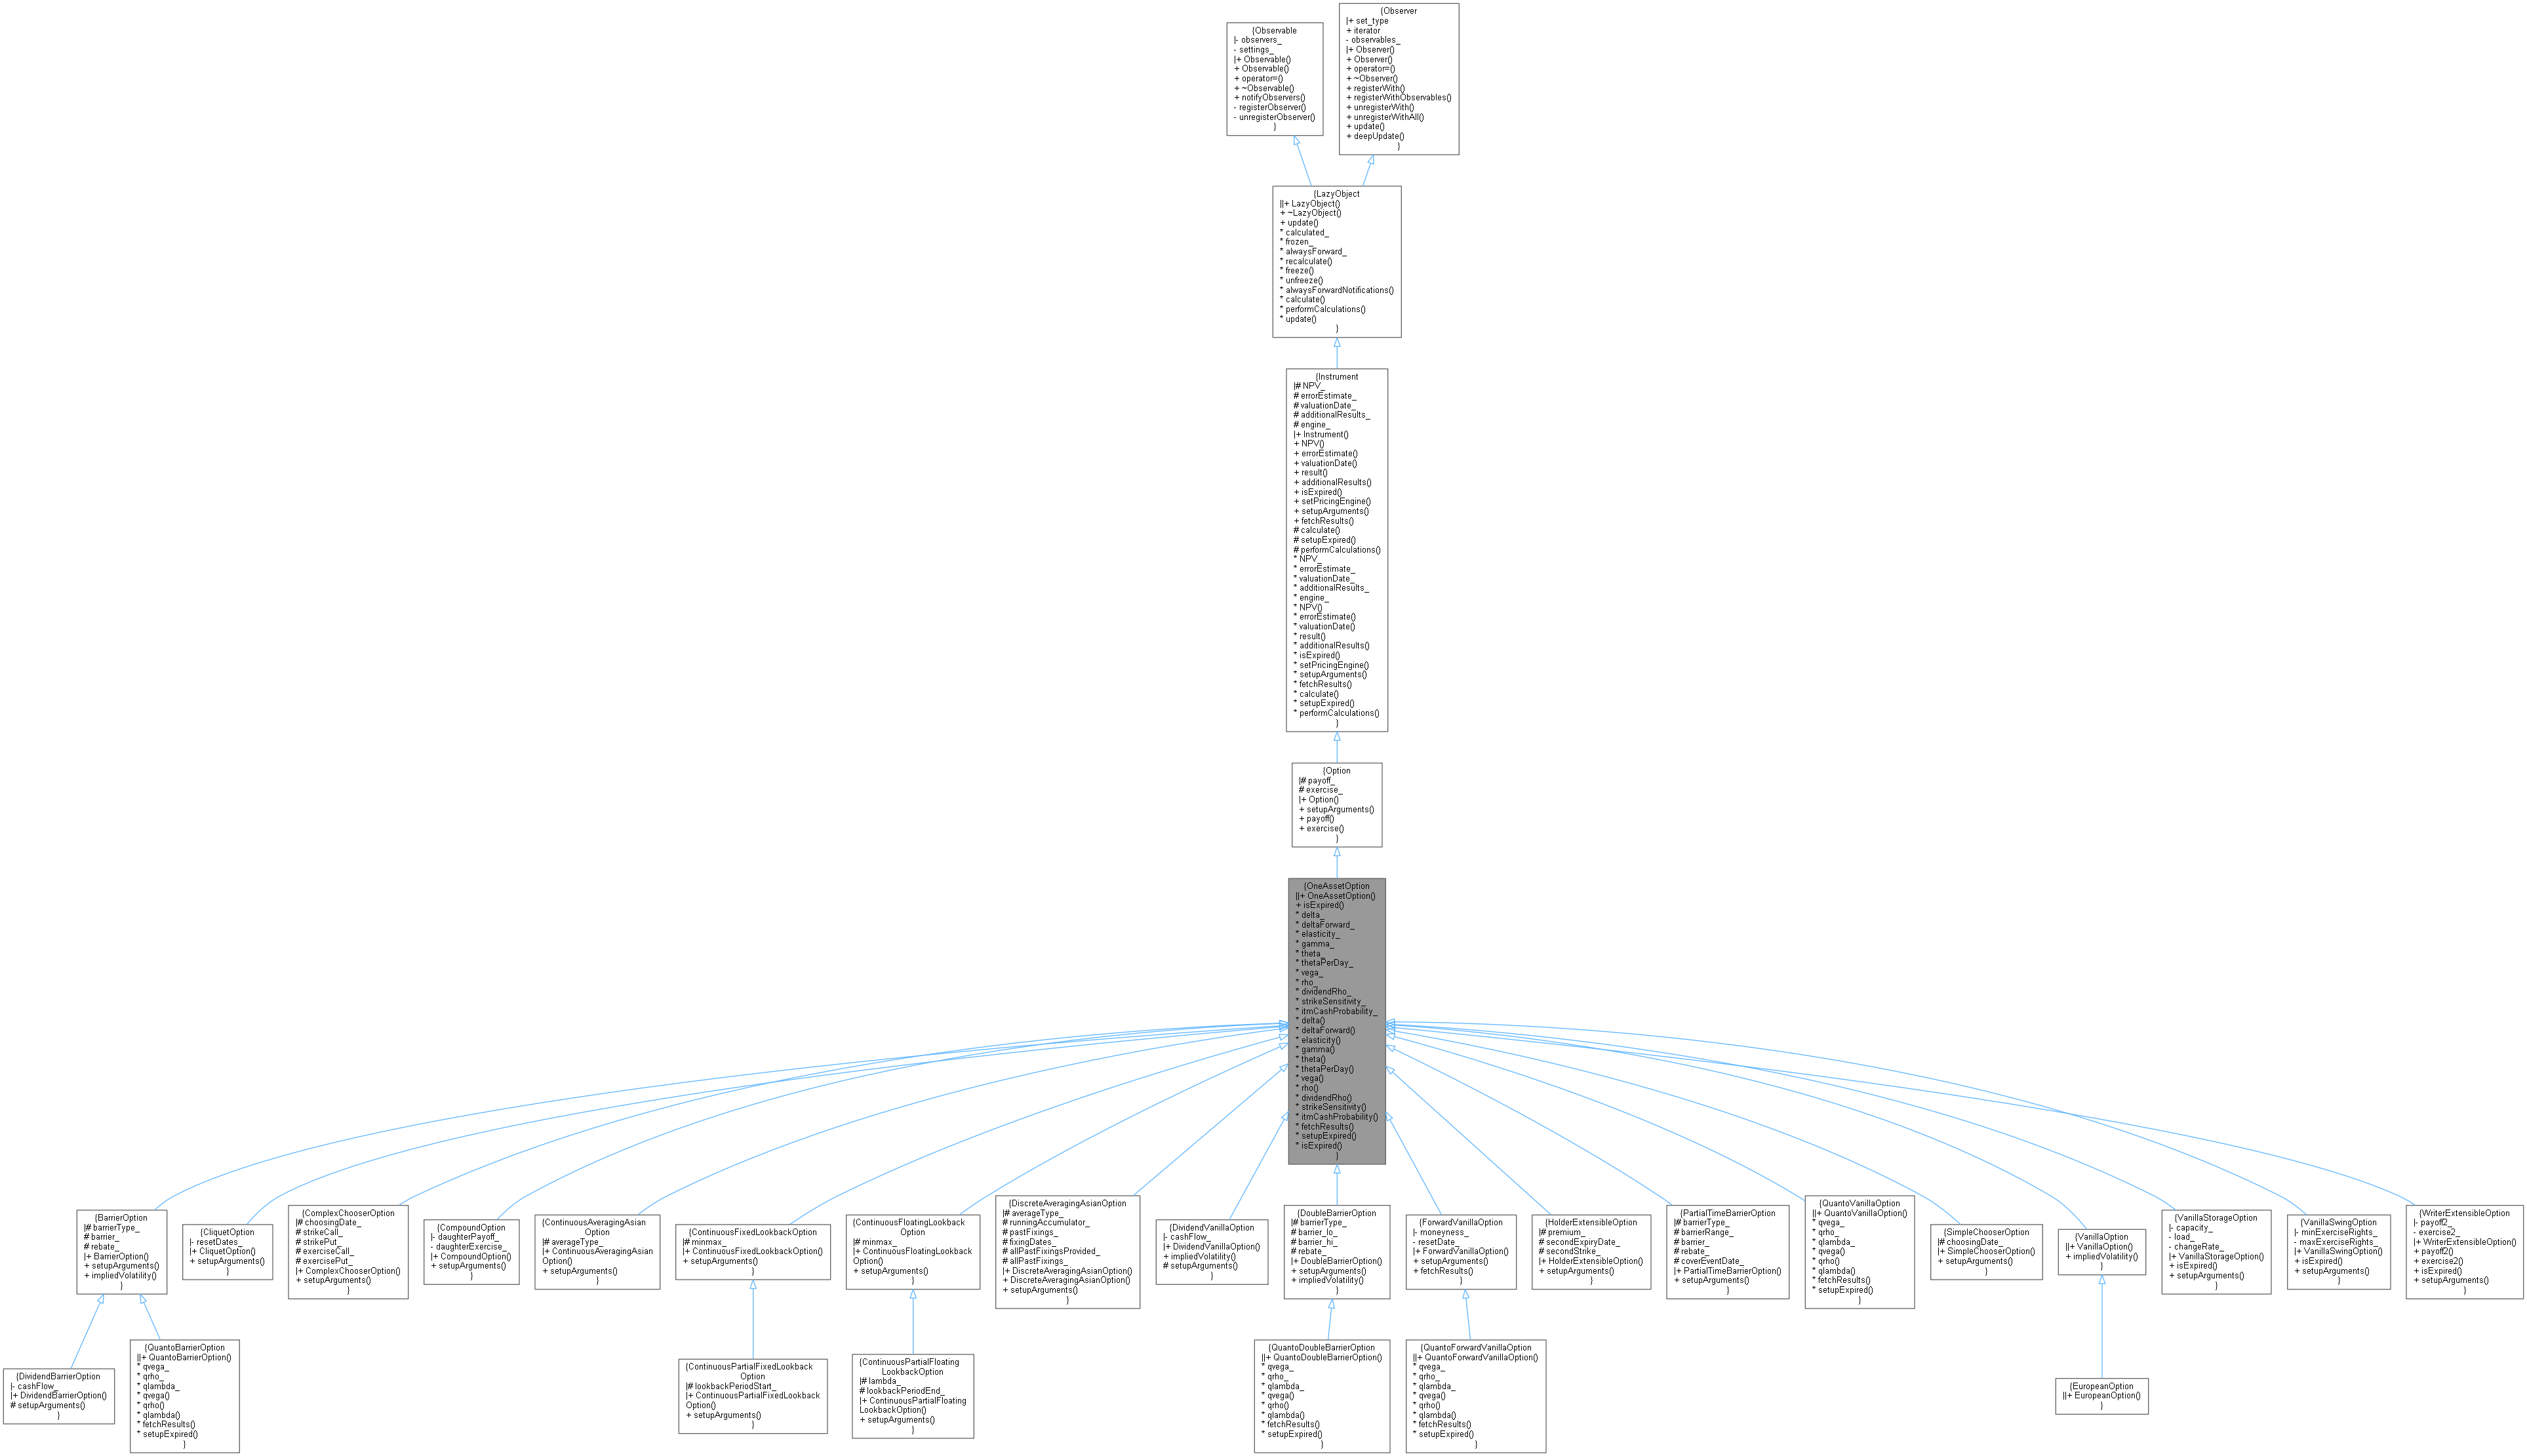 {Observable
|- observers_
- settings_
|+ Observable()
+ Observable()
+ operator=()
+ ~Observable()
+ notifyObservers()
- registerObserver()
- unregisterObserver()
}
{Observer
|+ set_type
+ iterator
- observables_
|+ Observer()
+ Observer()
+ operator=()
+ ~Observer()
+ registerWith()
+ registerWithObservables()
+ unregisterWith()
+ unregisterWithAll()
+ update()
+ deepUpdate()
}
{LazyObject
||+ LazyObject()
+ ~LazyObject()
+ update()
* calculated_
* frozen_
* alwaysForward_
* recalculate()
* freeze()
* unfreeze()
* alwaysForwardNotifications()
* calculate()
* performCalculations()
* update()
}
{Instrument
|# NPV_
# errorEstimate_
# valuationDate_
# additionalResults_
# engine_
|+ Instrument()
+ NPV()
+ errorEstimate()
+ valuationDate()
+ result()
+ additionalResults()
+ isExpired()
+ setPricingEngine()
+ setupArguments()
+ fetchResults()
# calculate()
# setupExpired()
# performCalculations()
* NPV_
* errorEstimate_
* valuationDate_
* additionalResults_
* engine_
* NPV()
* errorEstimate()
* valuationDate()
* result()
* additionalResults()
* isExpired()
* setPricingEngine()
* setupArguments()
* fetchResults()
* calculate()
* setupExpired()
* performCalculations()
}
{Option
|# payoff_
# exercise_
|+ Option()
+ setupArguments()
+ payoff()
+ exercise()
}
{OneAssetOption
||+ OneAssetOption()
+ isExpired()
* delta_
* deltaForward_
* elasticity_
* gamma_
* theta_
* thetaPerDay_
* vega_
* rho_
* dividendRho_
* strikeSensitivity_
* itmCashProbability_
* delta()
* deltaForward()
* elasticity()
* gamma()
* theta()
* thetaPerDay()
* vega()
* rho()
* dividendRho()
* strikeSensitivity()
* itmCashProbability()
* fetchResults()
* setupExpired()
* isExpired()
}
{BarrierOption
|# barrierType_
# barrier_
# rebate_
|+ BarrierOption()
+ setupArguments()
+ impliedVolatility()
}
{CliquetOption
|- resetDates_
|+ CliquetOption()
+ setupArguments()
}
{ComplexChooserOption
|# choosingDate_
# strikeCall_
# strikePut_
# exerciseCall_
# exercisePut_
|+ ComplexChooserOption()
+ setupArguments()
}
{CompoundOption
|- daughterPayoff_
- daughterExercise_
|+ CompoundOption()
+ setupArguments()
}
{ContinuousAveragingAsian
Option
|# averageType_
|+ ContinuousAveragingAsian
Option()
+ setupArguments()
}
{ContinuousFixedLookbackOption
|# minmax_
|+ ContinuousFixedLookbackOption()
+ setupArguments()
}
{ContinuousFloatingLookback
Option
|# minmax_
|+ ContinuousFloatingLookback
Option()
+ setupArguments()
}
{DiscreteAveragingAsianOption
|# averageType_
# runningAccumulator_
# pastFixings_
# fixingDates_
# allPastFixingsProvided_
# allPastFixings_
|+ DiscreteAveragingAsianOption()
+ DiscreteAveragingAsianOption()
+ setupArguments()
}
{DividendVanillaOption
|- cashFlow_
|+ DividendVanillaOption()
+ impliedVolatility()
# setupArguments()
}
{DoubleBarrierOption
|# barrierType_
# barrier_lo_
# barrier_hi_
# rebate_
|+ DoubleBarrierOption()
+ setupArguments()
+ impliedVolatility()
}
{ForwardVanillaOption
|- moneyness_
- resetDate_
|+ ForwardVanillaOption()
+ setupArguments()
+ fetchResults()
}
{HolderExtensibleOption
|# premium_
# secondExpiryDate_
# secondStrike_
|+ HolderExtensibleOption()
+ setupArguments()
}
{PartialTimeBarrierOption
|# barrierType_
# barrierRange_
# barrier_
# rebate_
# coverEventDate_
|+ PartialTimeBarrierOption()
+ setupArguments()
}
{QuantoVanillaOption
||+ QuantoVanillaOption()
* qvega_
* qrho_
* qlambda_
* qvega()
* qrho()
* qlambda()
* fetchResults()
* setupExpired()
}
{SimpleChooserOption
|# choosingDate_
|+ SimpleChooserOption()
+ setupArguments()
}
{VanillaOption
||+ VanillaOption()
+ impliedVolatility()
}
{VanillaStorageOption
|- capacity_
- load_
- changeRate_
|+ VanillaStorageOption()
+ isExpired()
+ setupArguments()
}
{VanillaSwingOption
|- minExerciseRights_
- maxExerciseRights_
|+ VanillaSwingOption()
+ isExpired()
+ setupArguments()
}
{WriterExtensibleOption
|- payoff2_
- exercise2_
|+ WriterExtensibleOption()
+ payoff2()
+ exercise2()
+ isExpired()
+ setupArguments()
}
{DividendBarrierOption
|- cashFlow_
|+ DividendBarrierOption()
# setupArguments()
}
{QuantoBarrierOption
||+ QuantoBarrierOption()
* qvega_
* qrho_
* qlambda_
* qvega()
* qrho()
* qlambda()
* fetchResults()
* setupExpired()
}
{ContinuousPartialFixedLookback
Option
|# lookbackPeriodStart_
|+ ContinuousPartialFixedLookback
Option()
+ setupArguments()
}
{ContinuousPartialFloating
LookbackOption
|# lambda_
# lookbackPeriodEnd_
|+ ContinuousPartialFloating
LookbackOption()
+ setupArguments()
}
{QuantoDoubleBarrierOption
||+ QuantoDoubleBarrierOption()
* qvega_
* qrho_
* qlambda_
* qvega()
* qrho()
* qlambda()
* fetchResults()
* setupExpired()
}
{QuantoForwardVanillaOption
||+ QuantoForwardVanillaOption()
* qvega_
* qrho_
* qlambda_
* qvega()
* qrho()
* qlambda()
* fetchResults()
* setupExpired()
}
{EuropeanOption
||+ EuropeanOption()
}